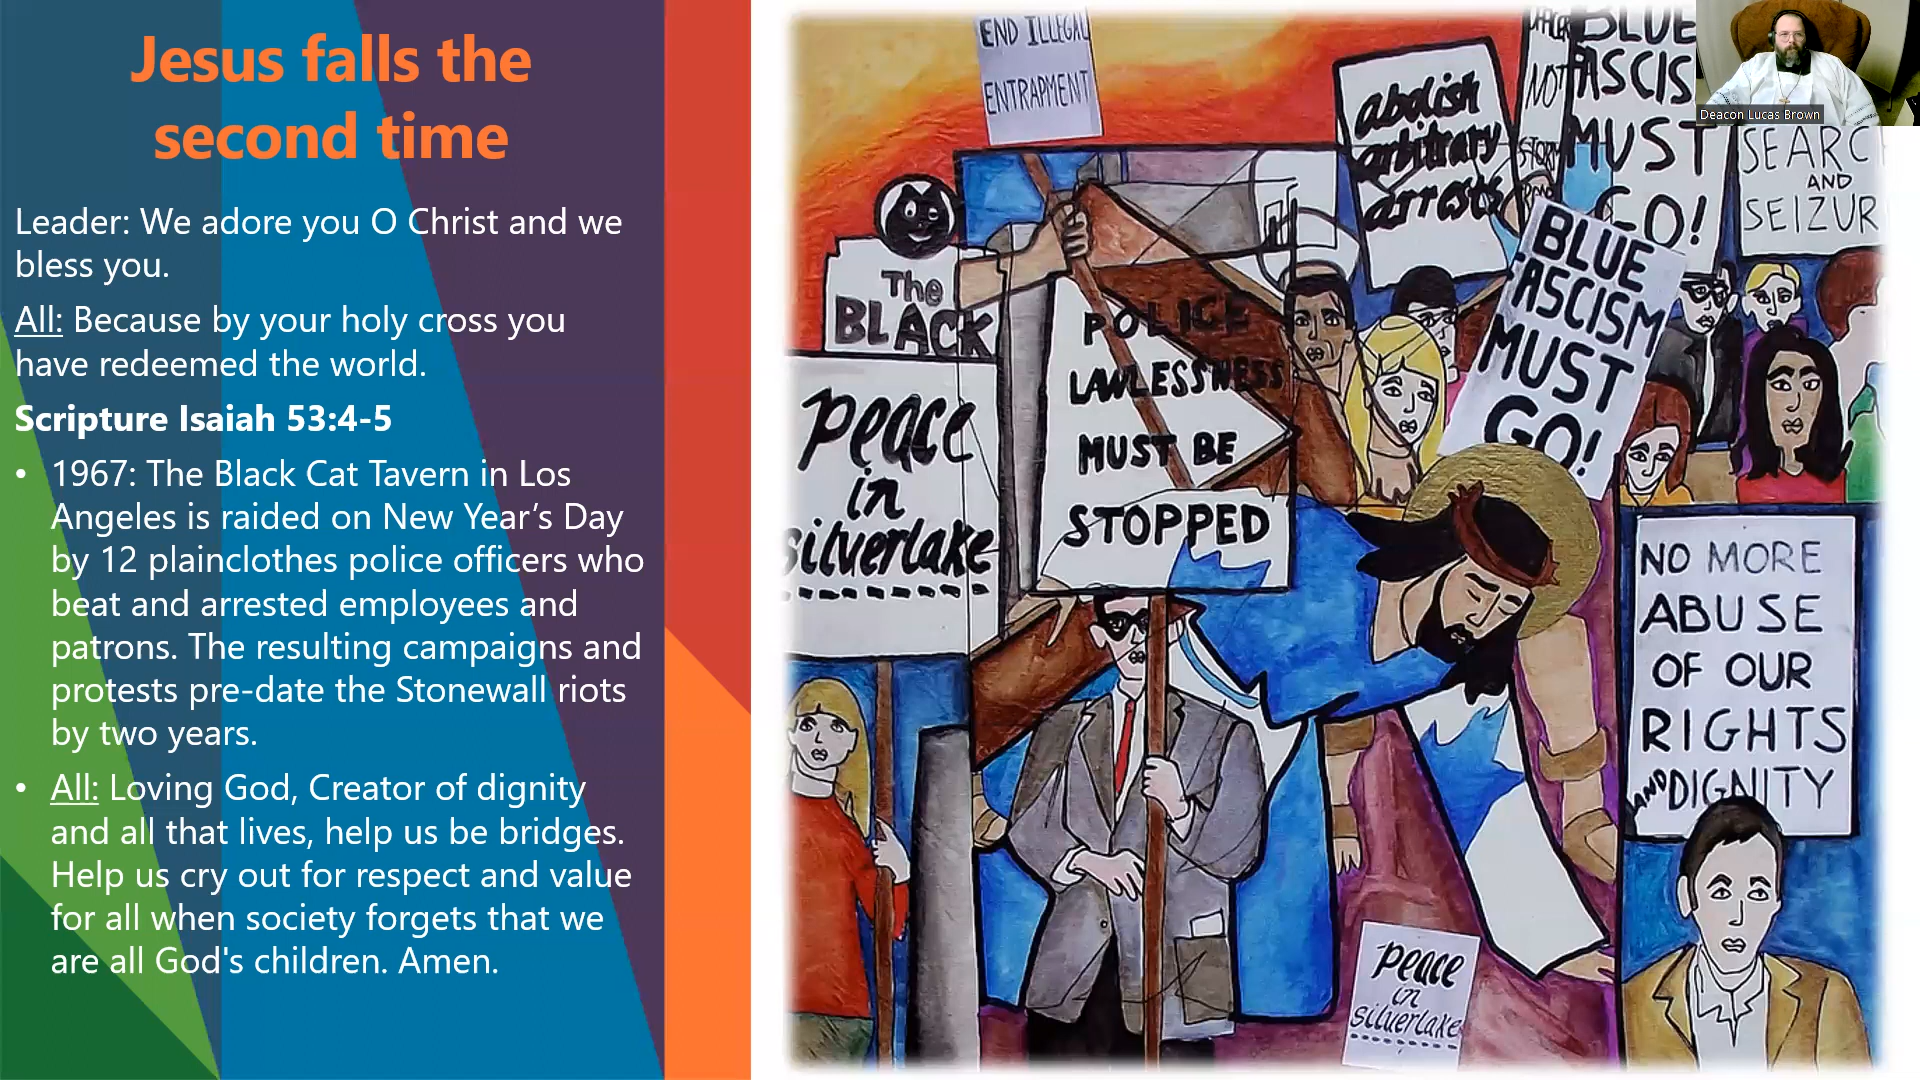 Jesus falls the
second time
Leader: We adore you O Christ and we
bless you.
All: Because by your holy cross you
have redeemed the world.
Scripture Isaiah 53:4-5
• 1967: The Black Cat Tavern in Los
Angeles is raided on New Year’s Day
by 12 plainclothes police officers who
beat and arrested employees and
patrons. The resulting campaigns and
protests pre-date the Stonewall riots
by two years.
• All: Loving God, Creator of dignity
and all that lives, help us be bridges.
Help us cry out for respect and value
for all when society forgets that we
are all God's children. Amen.
END ILLEGAL
ENTRAPMENT
The
BLACK
peace
in
silverlake
POLICE
LAWLESSNESS
MUST BE
STOPPED
abolish
arbitrary
arrests
NOT
BLUE
FASCIS
MUST
GO!
BLUE
FASCISM
MUST
GO!
SEARC
AND
SEIZUR
NO MORE
ABUSE
OF OUR
RIGHTS
AND DIGNITY
peace
in
silverlake
Deacon Lucas Brown